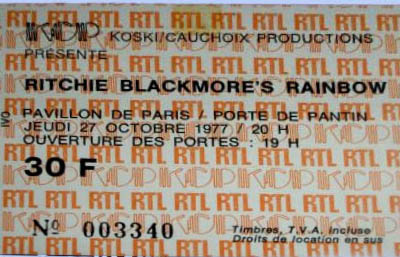 KCP KOSKI/CAUCHOIX PRODUCTIONS
PRÉSENTE
RITCHIE BLACKMORE'S RAINBOW
PAVILLON DE PARIS / PORTE DE PANTIN
JEUDI 27 OCTOBRE 1977 / 20 H
OUVERTURE DES PORTES : 19 H
30 F
Nº 003340
Timbres, T.V.A. incluse
Droits de location en sus